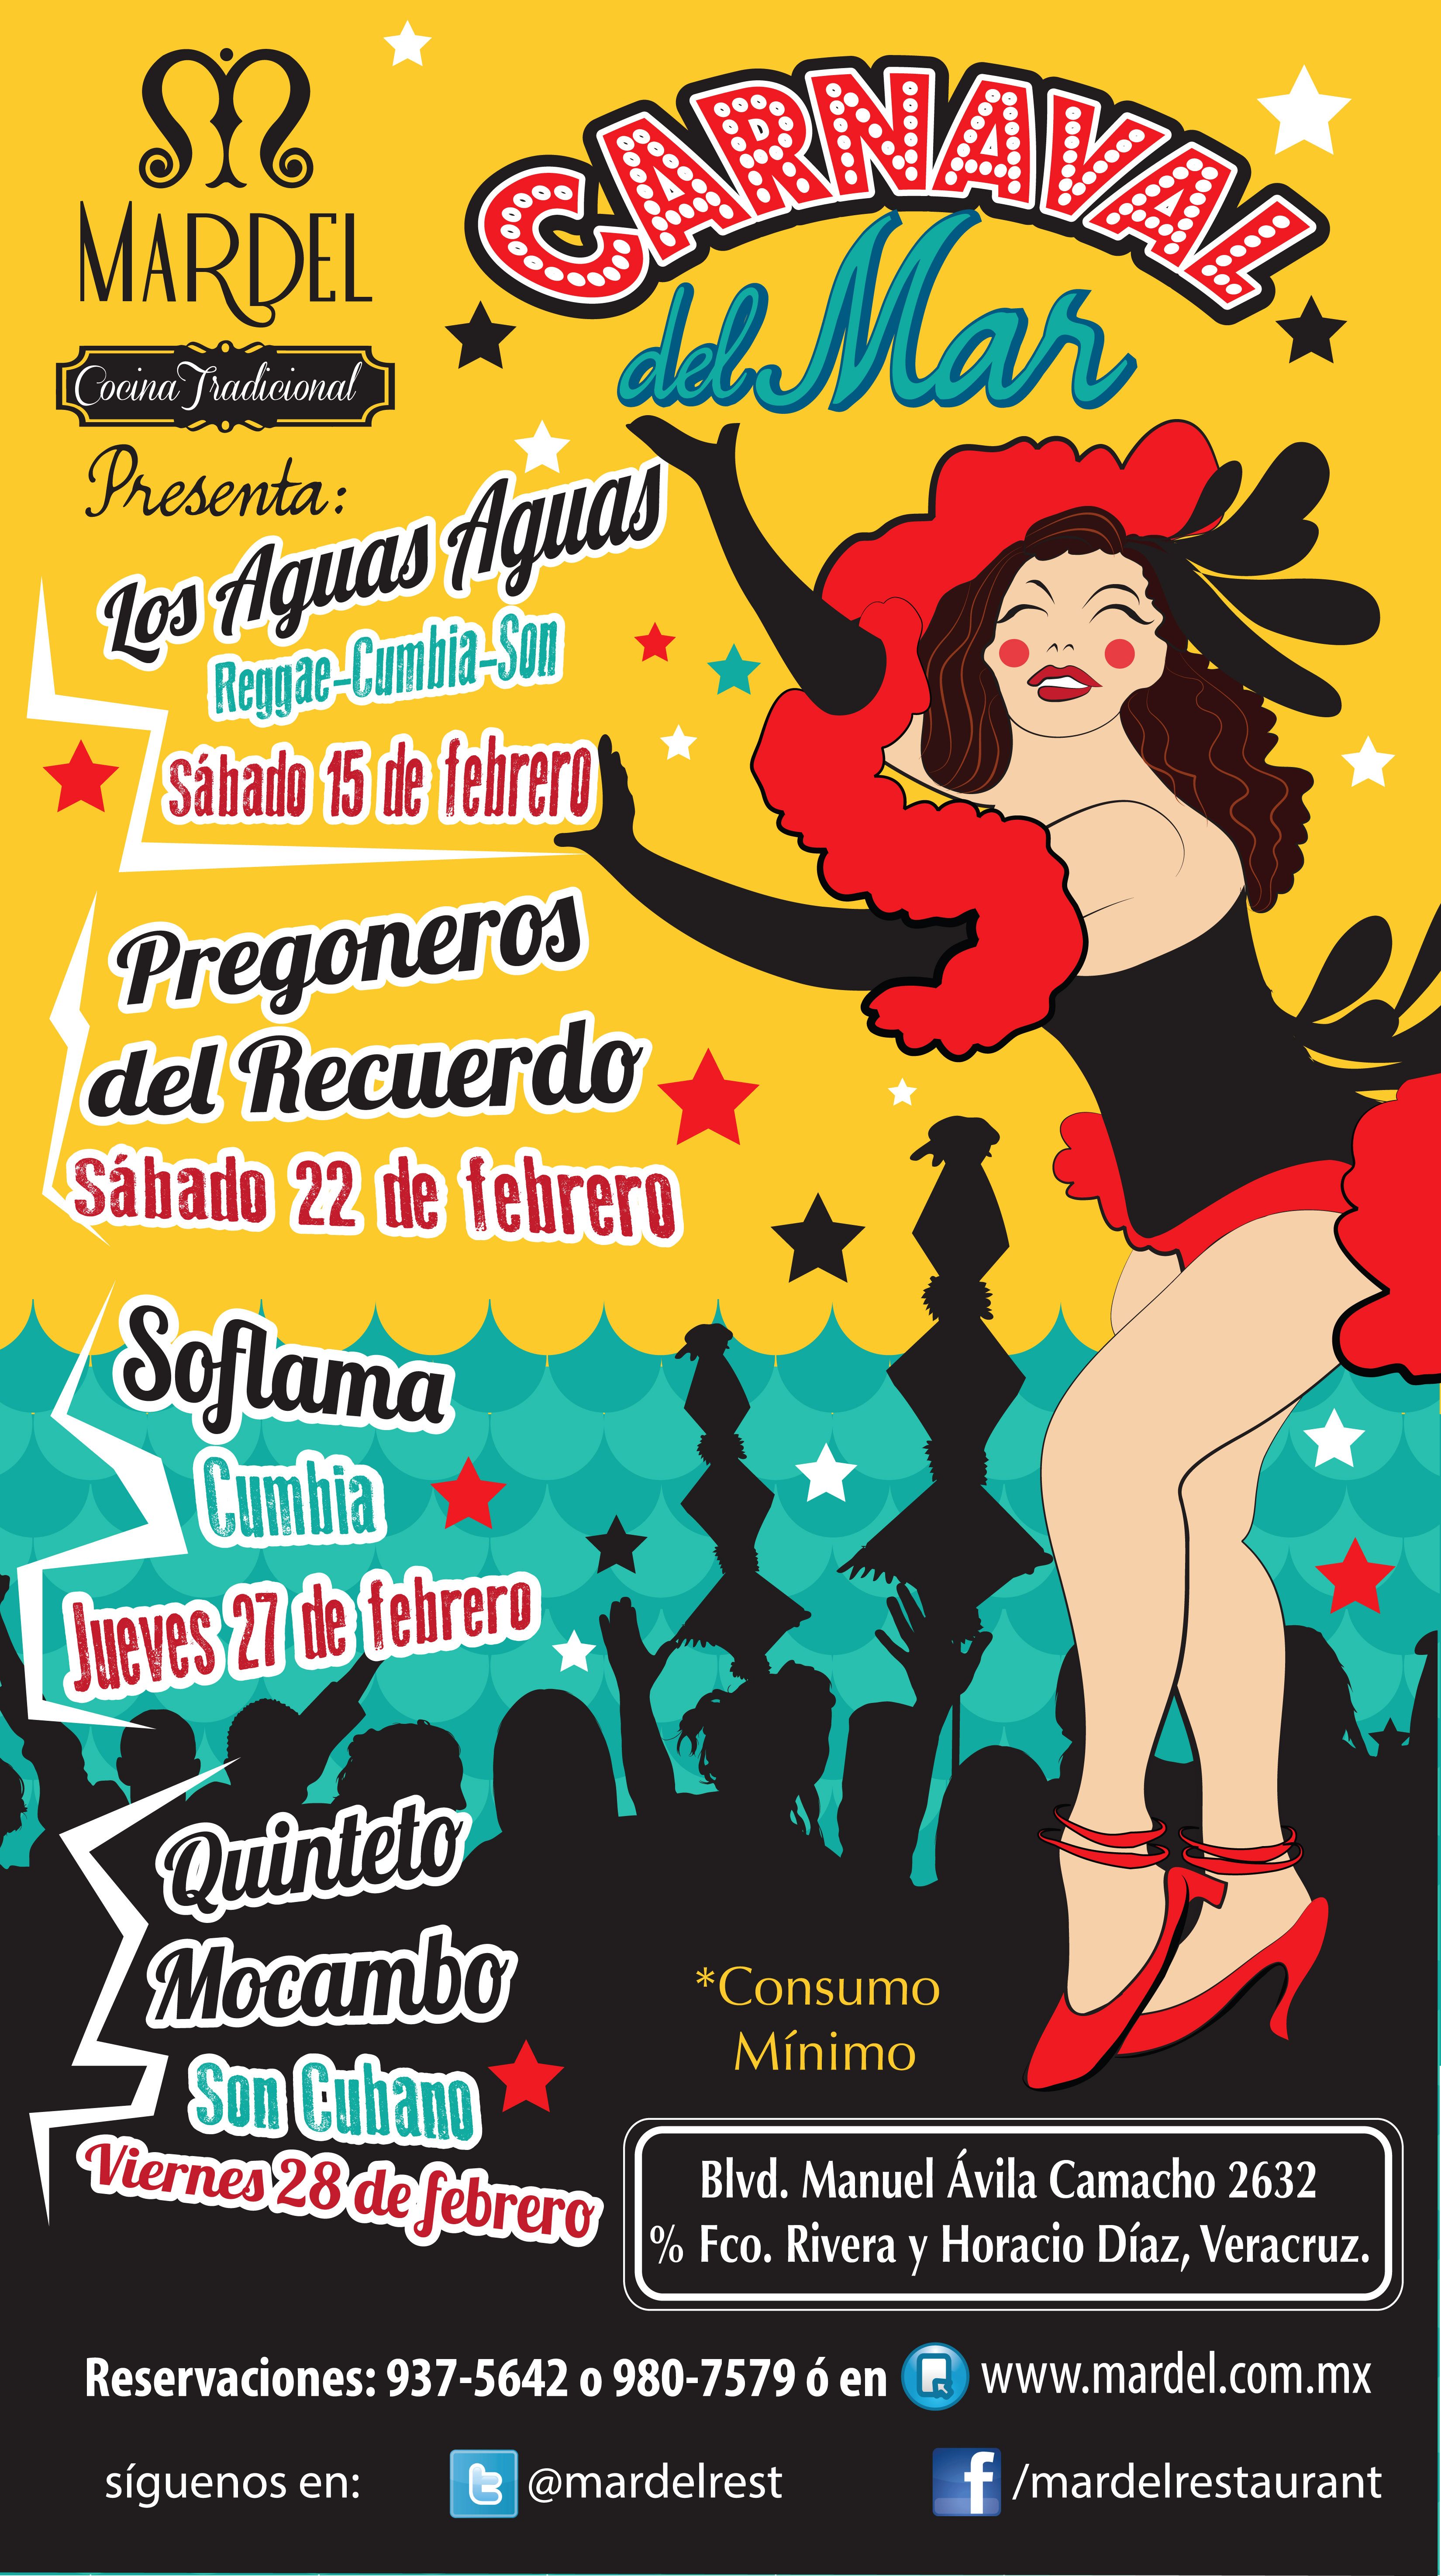 MARDEL
Cocina Tradicional
CARNAVAL
del Mar
Presenta:
Los Aguas Aguas
Reggae-Cumbia-Son
Sábado 15 de febrero
Pregoneros
del Recuerdo
Sábado 22 de febrero
Soflama
Cumbia
Jueves 27 de febrero
Quinteto
Mocambo
Son Cubano
Viernes 28 de febrero
*Consumo
Mínimo
Blvd. Manuel Ávila Camacho 2632
% Fco. Rivera y Horacio Díaz, Veracruz.
Reservaciones: 937-5642 o 980-7579 ó en www.mardel.com.mx
síguenos en: @mardelrest /mardelrestaurant